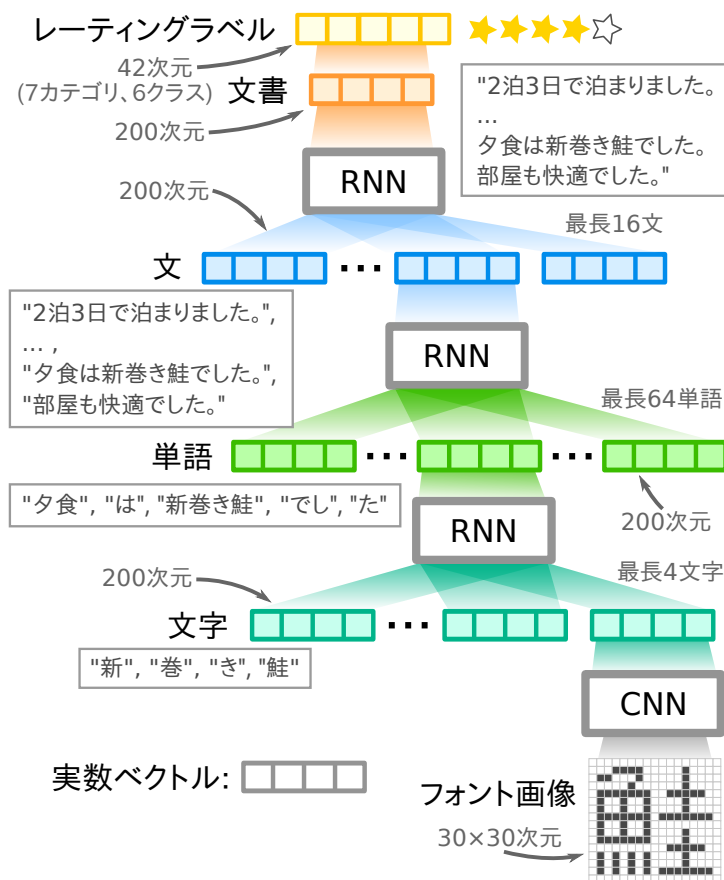 レーティングラベル
42次元
(7カテゴリ、6クラス)
文書
200次元
"2泊3日で泊まりました。
...
夕食は新巻き鮭でした。
部屋も快適でした。"
RNN
200次元
最長16文
文
...
"2泊3日で泊まりました。",
... ,
"夕食は新巻き鮭でした。",
"部屋も快適でした。"
RNN
最長64単語
単語
...
...
"夕食", "は", "新巻き鮭", "でし", "た"
200次元
RNN
200次元
最長4文字
文字
...
"新", "巻", "き", "鮭"
CNN
実数ベクトル:
フォント画像
30×30次元
鮭